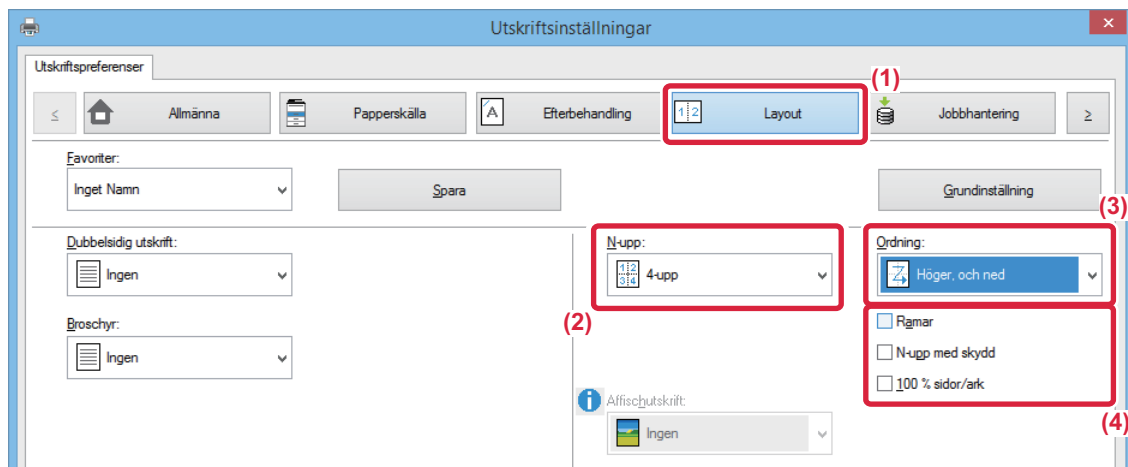 Utskriftsinställningar
Utskriftspreferenser
(1)
Allmänna
Papperskälla
Efterbehandling
Layout
Jobbhantering
Favoriter:
Inget Namn
Spara
Grundinställning
(3)
Dubbelsidig utskrift:
Ingen
N-upp:
4-upp
Ordning:
Höger, och ned
(2)
Broschyr:
Ingen
Ramar
N-upp med skydd
100 % sidor/ark
(4)
Affischutskrift:
Ingen